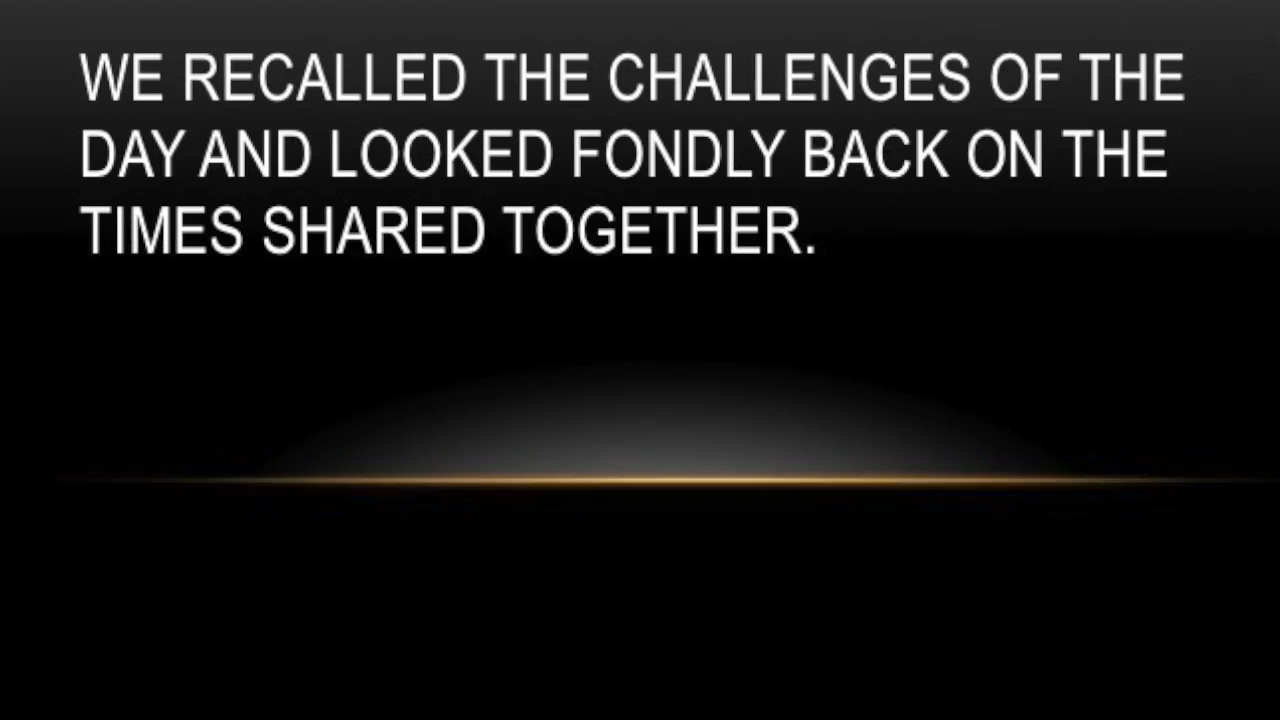 WE RECALLED THE CHALLENGES OF THE
DAY AND LOOKED FONDLY BACK ON THE
TIMES SHARED TOGETHER.